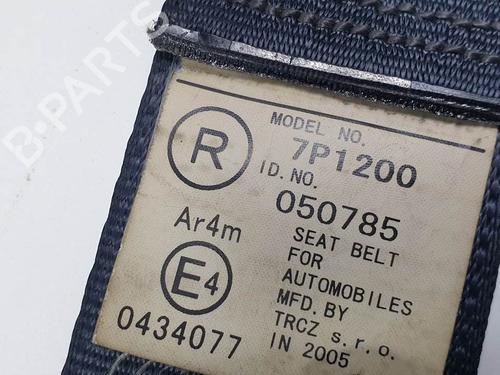 MODEL NO.
7P1200
R
ID. NO.
050785
Ar4m
SEAT BELT
FOR
AUTOMOBILES
E4
MFD. BY
0434077
TRCZ s.r.o.
IN 2005
B-Parts